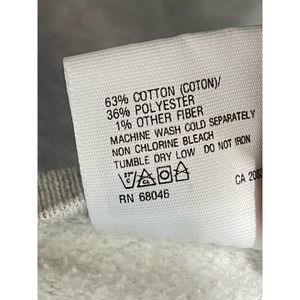 63% COTTON (COTON)/
36% POLYESTER
1% OTHER FIBER
MACHINE WASH COLD SEPARATELY
NON CHLORINE BLEACH
TUMBLE DRY LOW DO NOT IRON
RN 68046